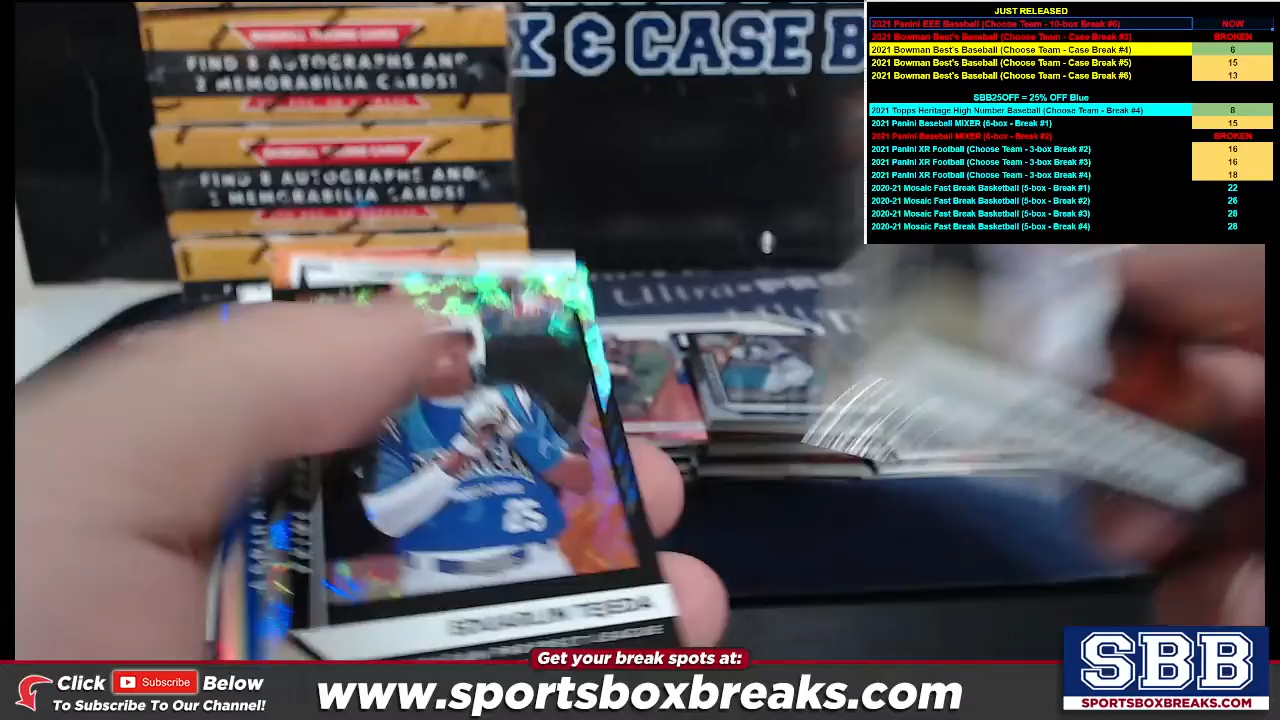 JUST RELEASED
2021 Panini EEE Baseball (Choose Team - 10-box Break #6) NOW
2021 Bowman Best's Baseball (Choose Team - Case Break #3) BROKEN
2021 Bowman Best's Baseball (Choose Team - Case Break #4) 6
2021 Bowman Best's Baseball (Choose Team - Case Break #5) 15
2021 Bowman Best's Baseball (Choose Team - Case Break #6) 13
SBB25OFF = 25% OFF Blue
2021 Topps Heritage High Number Baseball (Choose Team - Break #4) 8
2021 Panini Baseball MIXER (6-box - Break #1) 15
2021 Panini Baseball MIXER (6-box - Break #2) BROKEN
2021 Panini XR Football (Choose Team - 3-box Break #2) 16
2021 Panini XR Football (Choose Team - 3-box Break #3) 16
2021 Panini XR Football (Choose Team - 3-box Break #4) 18
2020-21 Mosaic Fast Break Basketball (5-box - Break #1) 22
2020-21 Mosaic Fast Break Basketball (5-box - Break #2) 26
2020-21 Mosaic Fast Break Basketball (5-box - Break #3) 28
2020-21 Mosaic Fast Break Basketball (5-box - Break #4) 28
X & CASE B
FIND 8 AUTOGRAPHS AND
2 MEMORABILIA CARDS!
FIND 8 AUTOGRAPHS AND
2 MEMORABILIA CARDS!
Ultra PRO
85
TEJEDA
Get your break spots at:
Click Subscribe Below
To Subscribe To Our Channel!
www.sportsboxbreaks.com
SBB
SPORTSBOXBREAKS.COM